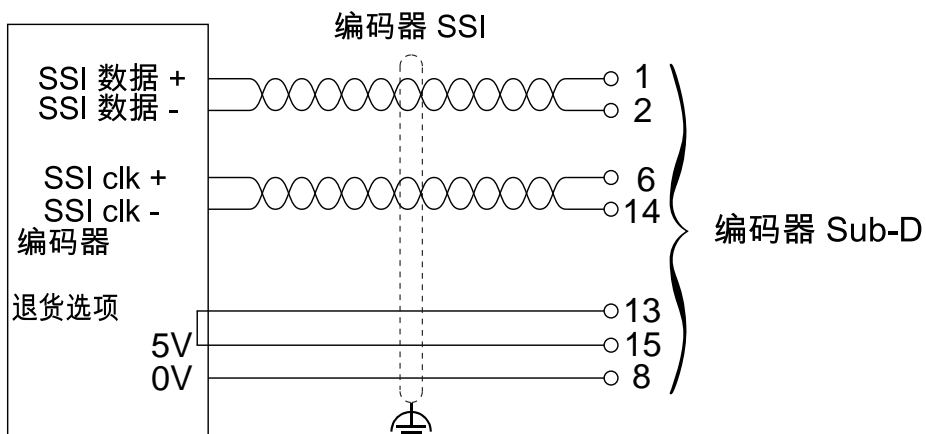 编码器 SSI
SSI 数据 +
SSI 数据 -
SSI clk +
SSI clk -
编码器
退货选项
5V
0V
1
2
6
14
13
15
8
编码器 Sub-D